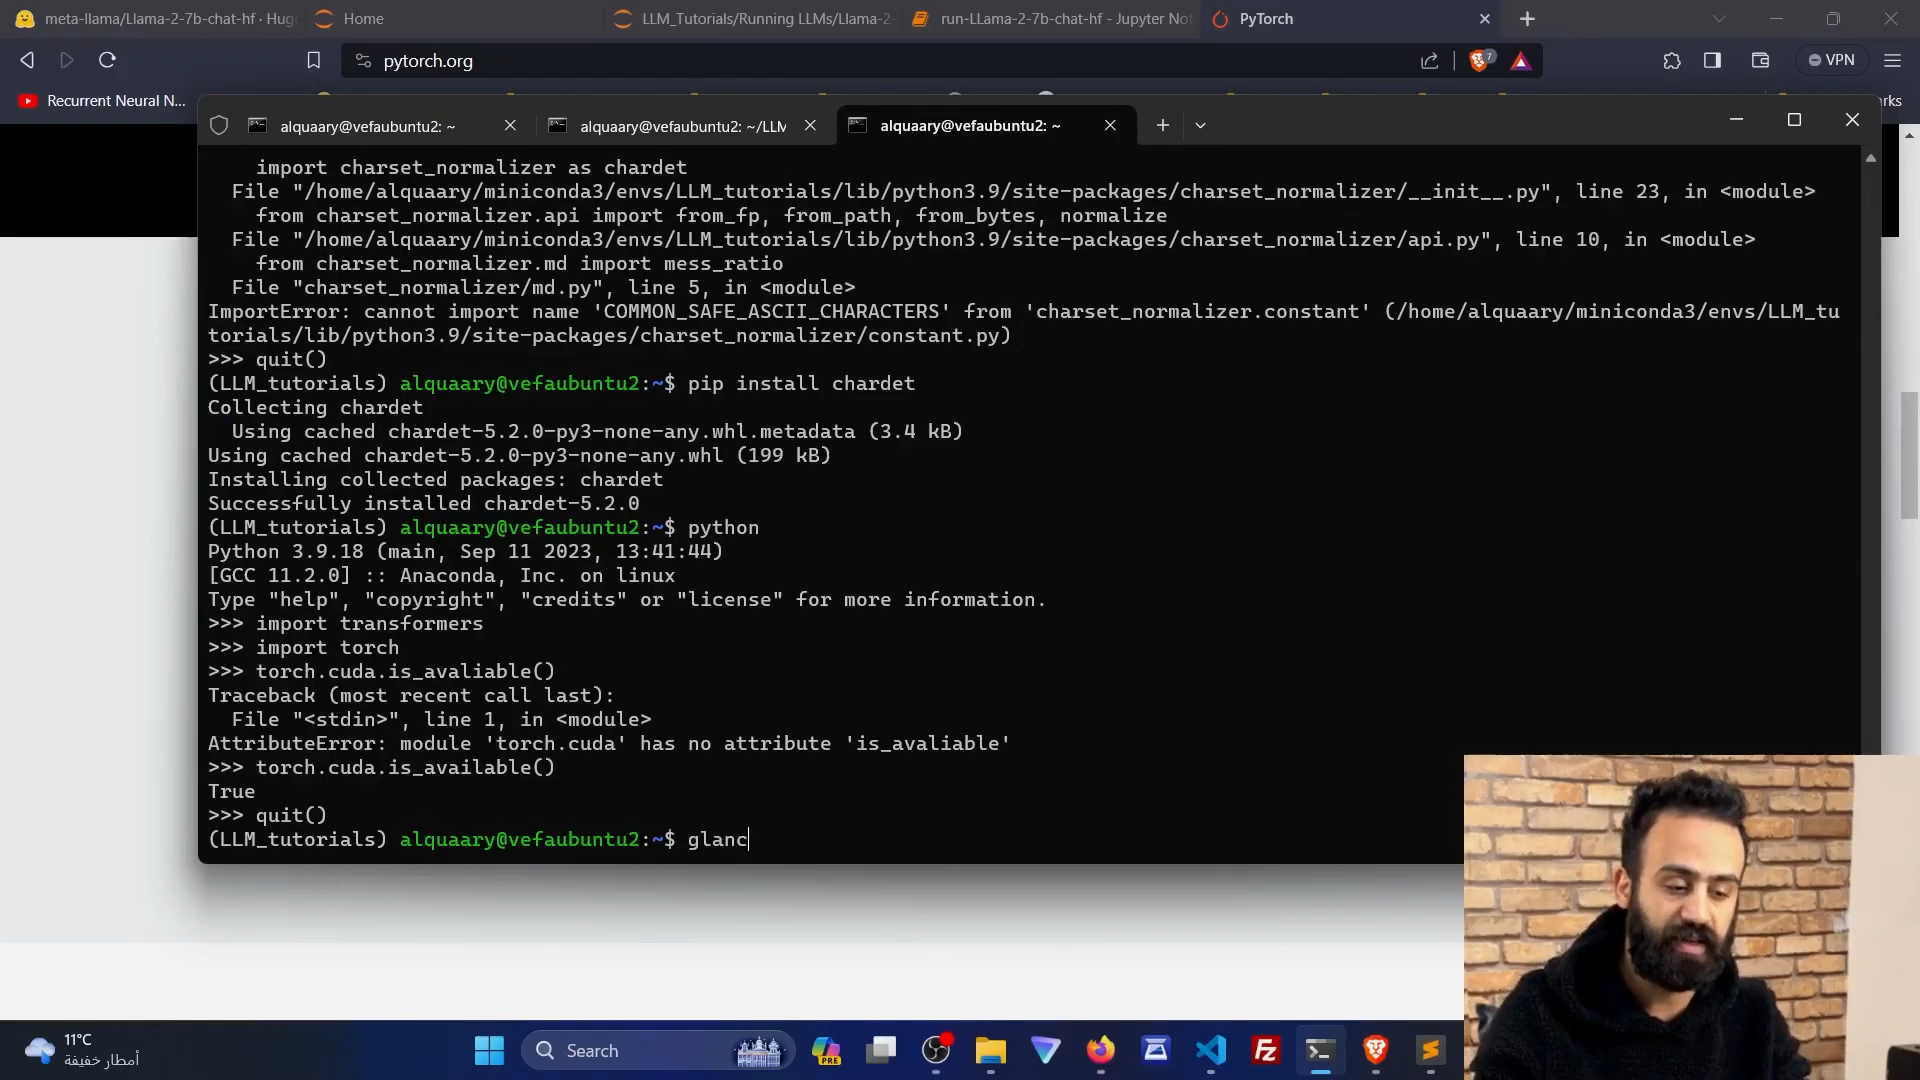 meta-llama/Llama-2-7b-chat-hf · Hug
Home
LLM_Tutorials/Running LLMs/Llama-2-
run-LLama-2-7b-chat-hf - Jupyter Not
PyTorch
pytorch.org
7
VPN
Recurrent Neural N...
rks
alquaary@vefaubuntu2: ~
alquaary@vefaubuntu2: ~/LLM
alquaary@vefaubuntu2: ~
import charset_normalizer as chardet
File "/home/alquaary/miniconda3/envs/LLM_tutorials/lib/python3.9/site-packages/charset_normalizer/__init__.py", line 23, in <module>
from charset_normalizer.api import from_fp, from_path, from_bytes, normalize
File "/home/alquaary/miniconda3/envs/LLM_tutorials/lib/python3.9/site-packages/charset_normalizer/api.py", line 10, in <module>
from charset_normalizer.md import mess_ratio
File "charset_normalizer/md.py", line 5, in <module>
ImportError: cannot import name 'COMMON_SAFE_ASCII_CHARACTERS' from 'charset_normalizer.constant' (/home/alquaary/miniconda3/envs/LLM_tu
torials/lib/python3.9/site-packages/charset_normalizer/constant.py)
>>> quit()
(LLM_tutorials) alquaary@vefaubuntu2:~$ pip install chardet
Collecting chardet
Using cached chardet-5.2.0-py3-none-any.whl.metadata (3.4 kB)
Using cached chardet-5.2.0-py3-none-any.whl (199 kB)
Installing collected packages: chardet
Successfully installed chardet-5.2.0
(LLM_tutorials) alquaary@vefaubuntu2:~$ python
Python 3.9.18 (main, Sep 11 2023, 13:41:44)
[GCC 11.2.0] :: Anaconda, Inc. on linux
Type "help", "copyright", "credits" or "license" for more information.
>>> import transformers
>>> import torch
>>> torch.cuda.is_avaliable()
Traceback (most recent call last):
File "<stdin>", line 1, in <module>
AttributeError: module 'torch.cuda' has no attribute 'is_avaliable'
>>> torch.cuda.is_available()
True
>>> quit()
(LLM_tutorials) alquaary@vefaubuntu2:~$ glanc
11°C
أمطار خفيفة
Search
PRE